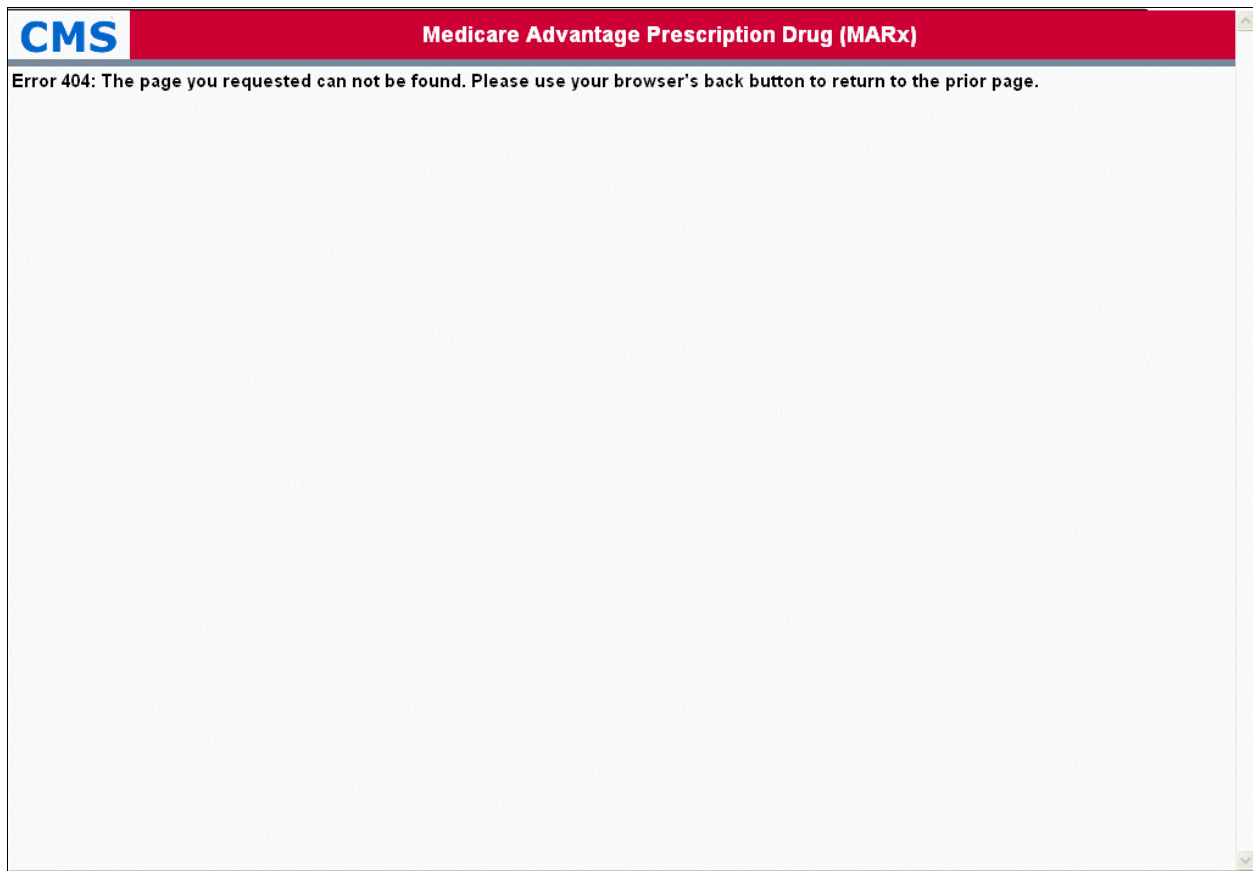 CMS
Medicare Advantage Prescription Drug (MARx)
Error 404: The page you requested can not be found. Please use your browser's back button to return to the prior page.